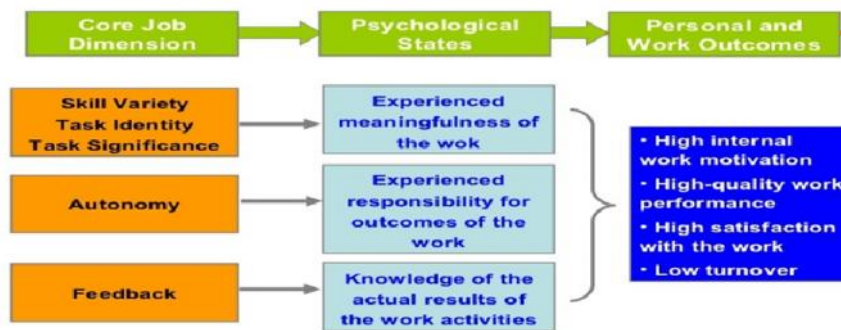 Core Job
Dimension
Psychological
States
Personal and
Work Outcomes
Skill Variety
Task Identity
Task Significance
Experienced
meaningfulness of
the wok
Autonomy
Experienced
responsibility for
outcomes of the
work
Feedback
Knowledge of the
actual results of
the work activities
• High internal
work motivation
• High-quality work
performance
• High satisfaction
with the work
• Low turnover